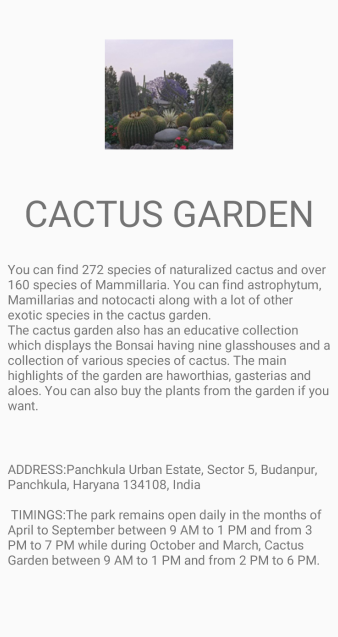 CACTUS GARDEN
You can find 272 species of naturalized cactus and over
160 species of Mammillaria. You can find astrophytum,
Mamillarias and notocacti along with a lot of other
exotic species in the cactus garden.
The cactus garden also has an educative collection
which displays the Bonsai having nine glasshouses and a
collection of various species of cactus. The main
highlights of the garden are haworthias, gasterias and
aloes. You can also buy the plants from the garden if you
want.
ADDRESS:Panchkula Urban Estate, Sector 5, Budanpur,
Panchkula, Haryana 134108, India
TIMINGS:The park remains open daily in the months of
April to September between 9 AM to 1 PM and from 3
PM to 7 PM while during October and March, Cactus
Garden between 9 AM to 1 PM and from 2 PM to 6 PM.